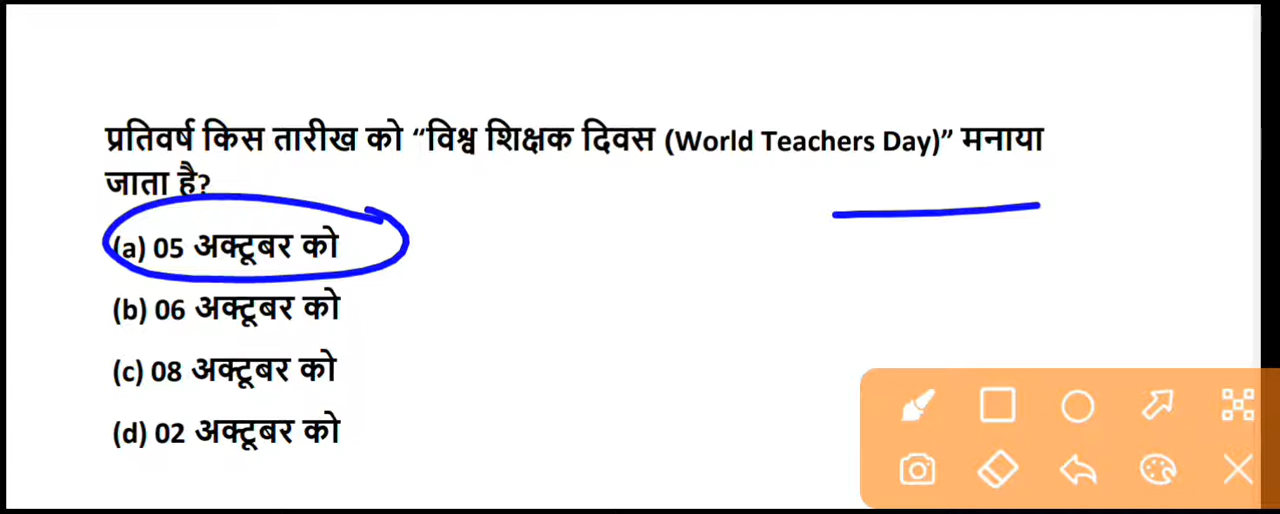 प्रतिवर्ष किस तारीख को “विश्व शिक्षक दिवस (World Teachers Day)” मनाया
जाता है?
(a) 05 अक्टूबर को
(b) 06 अक्टूबर को
(c) 08 अक्टूबर को
(d) 02 अक्टूबर को